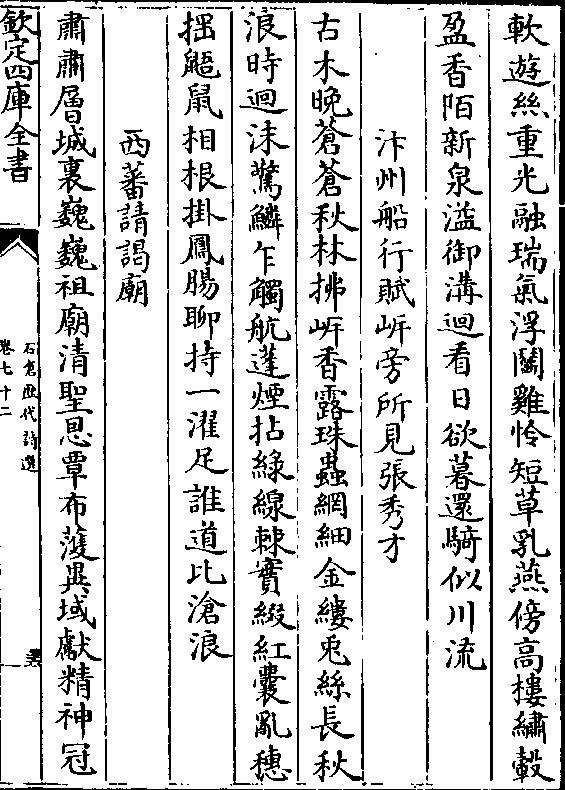 軟遊絲重光融瑞氣浮鬬雞怜短草乳燕傍高樓繡轂
盈香陌新泉溢御溝迴看日欲暮還騎似川流
汴州船行賦岍旁所見張秀才
古木晚蒼蒼秋林拂岍香露珠蟲網細金縷兎絲長秋
浪時迴沫驚鱗乍觸航蓬煙拈綠線棘實綴紅囊亂穗
揺鼯鼠相根掛鳳腸聊持一濯足誰道比滄浪
西蕃請謁廟
肅肅層城裏巍巍祖廟清聖恩覃布濩異域獻精神冠
欽定四庫全書
石倉歷代詩選
卷七十二